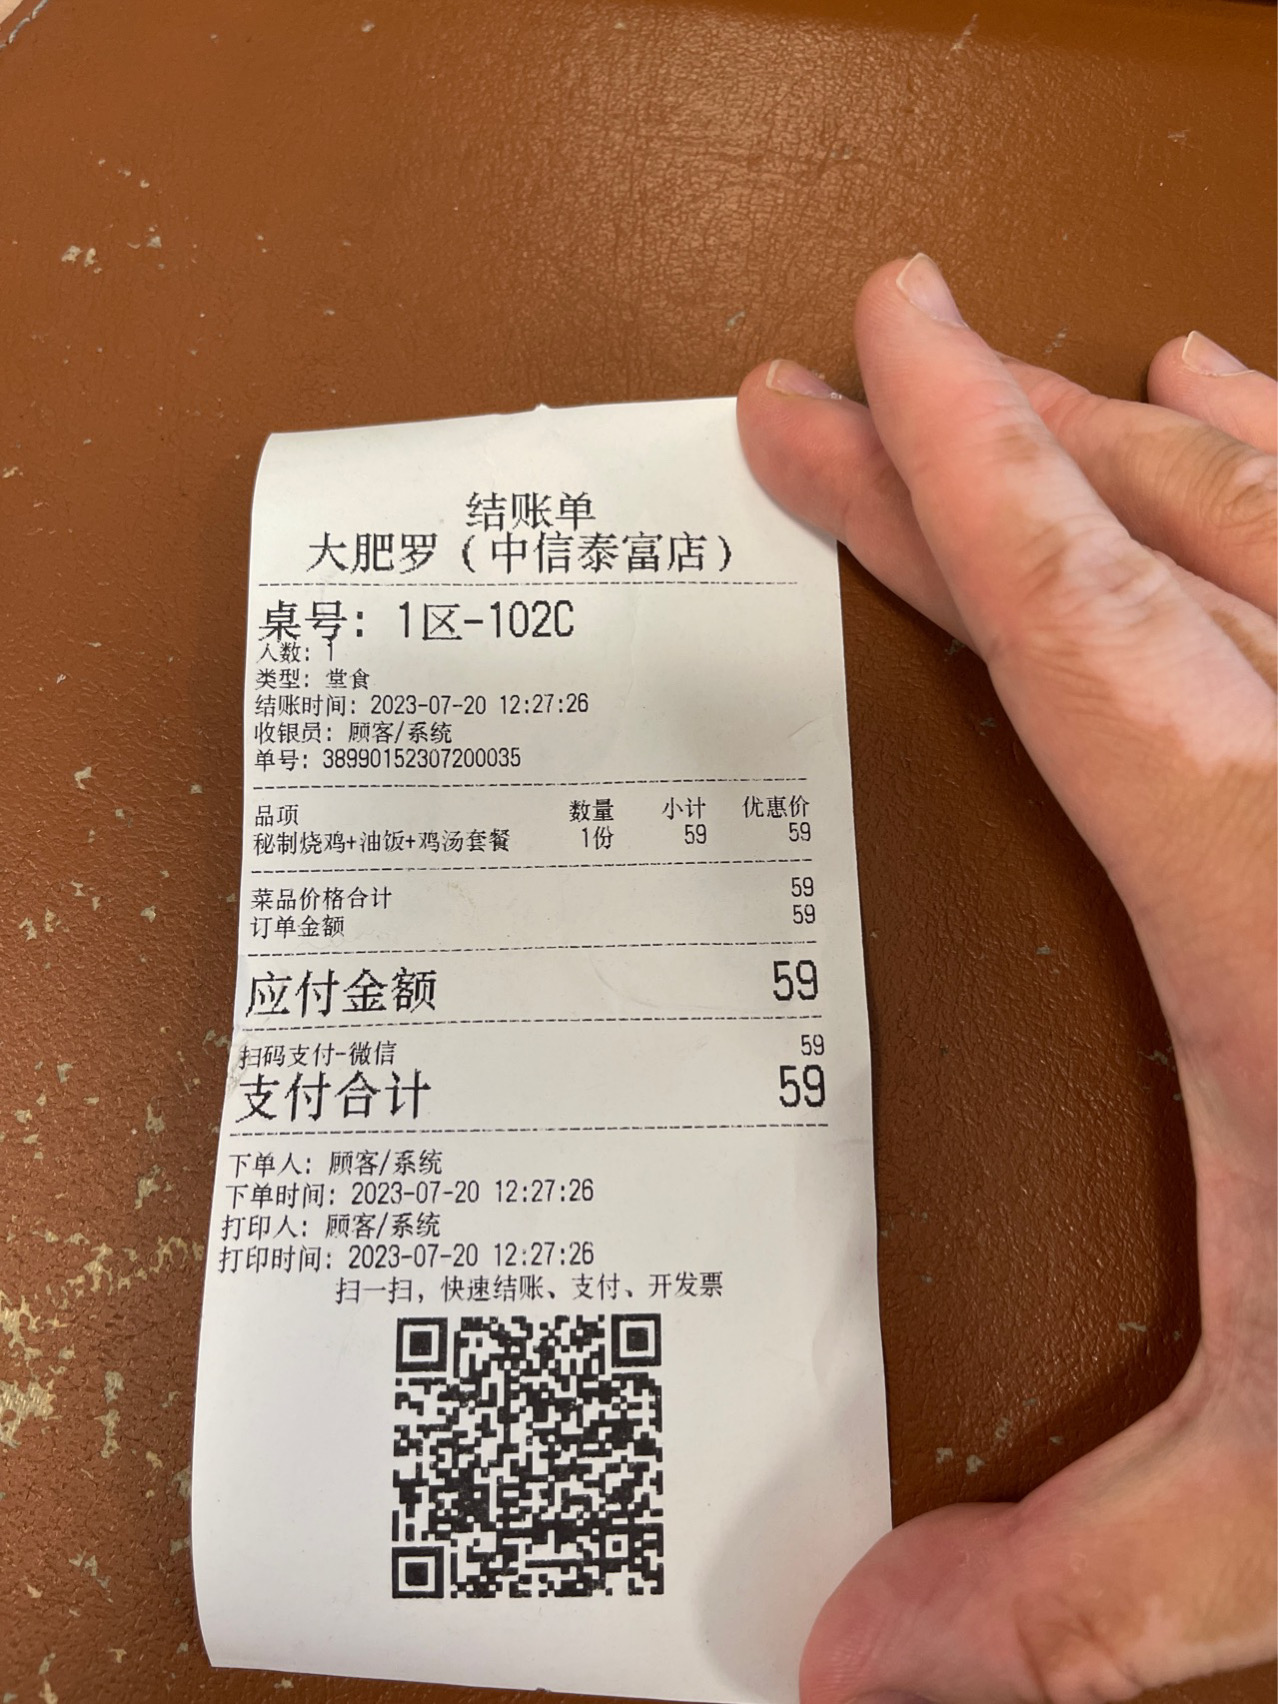 结账单
大肥罗（中信泰富店）
桌号：1区-102C
人数：1
类型：堂食
结账时间：2023-07-20 12:27:26
收银员：顾客/系统
单号：38990152307200035
品项 数量 小计 优惠价
秘制烧鸡+油饭+鸡汤套餐 1份 59 59
菜品价格合计 59
订单金额 59
应付金额 59
扫码支付-微信 59
支付合计 59
下单人：顾客/系统
下单时间：2023-07-20 12:27:26
打印人：顾客/系统
打印时间：2023-07-20 12:27:26
扫一扫，快速结账、支付、开发票